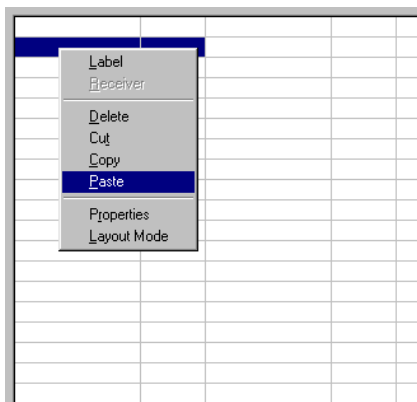 Label
Receiver
Delete
Cut
Copy
Paste
Properties
Layout Mode